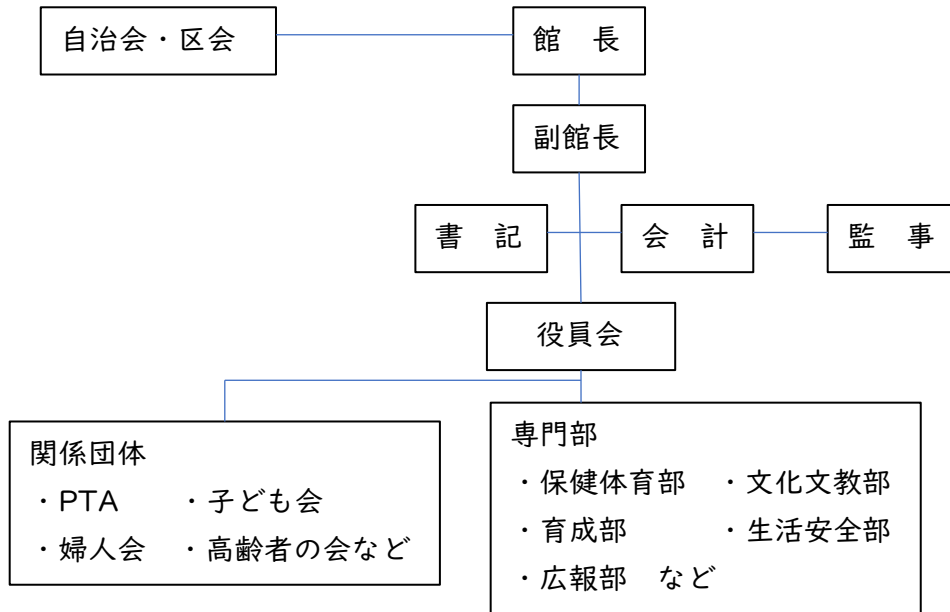 自治会・区会
館　長
副館長
書　記
会　計
監　事
役員会
関係団体
・PTA　　・子ども会
・婦人会　・高齢者の会など
専門部
・保健体育部　・文化文教部
・育成部　　　・生活安全部
・広報部　など